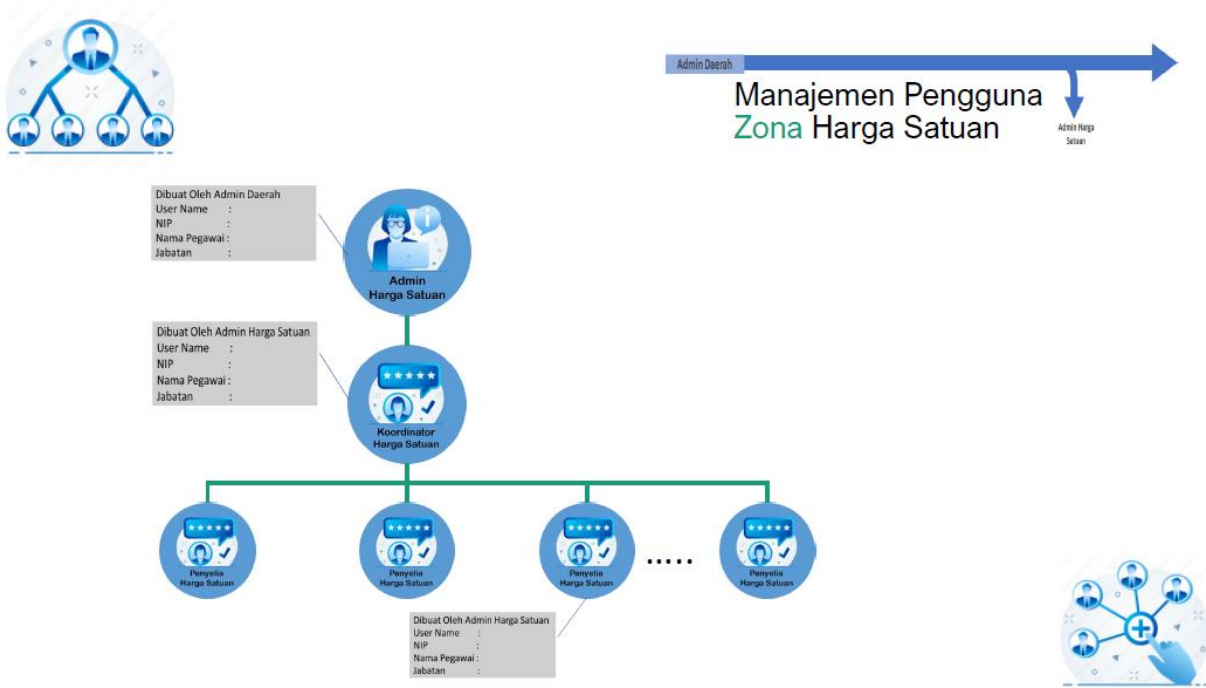 Admin Daerah
Manajemen Pengguna
Zona Harga Satuan
Admin Harga
Satuan
Dibuat Oleh Admin Daerah
User Name :
NIP :
Nama Pegawai :
Jabatan :
Admin
Harga Satuan
Dibuat Oleh Admin Harga Satuan
User Name :
NIP :
Nama Pegawai :
Jabatan :
Koordinator
Harga Satuan
Penyelia
Harga Satuan
Penyelia
Harga Satuan
Penyelia
Harga Satuan
.....
Penyelia
Harga Satuan
Dibuat Oleh Admin Harga Satuan
User Name :
NIP :
Nama Pegawai :
Jabatan :